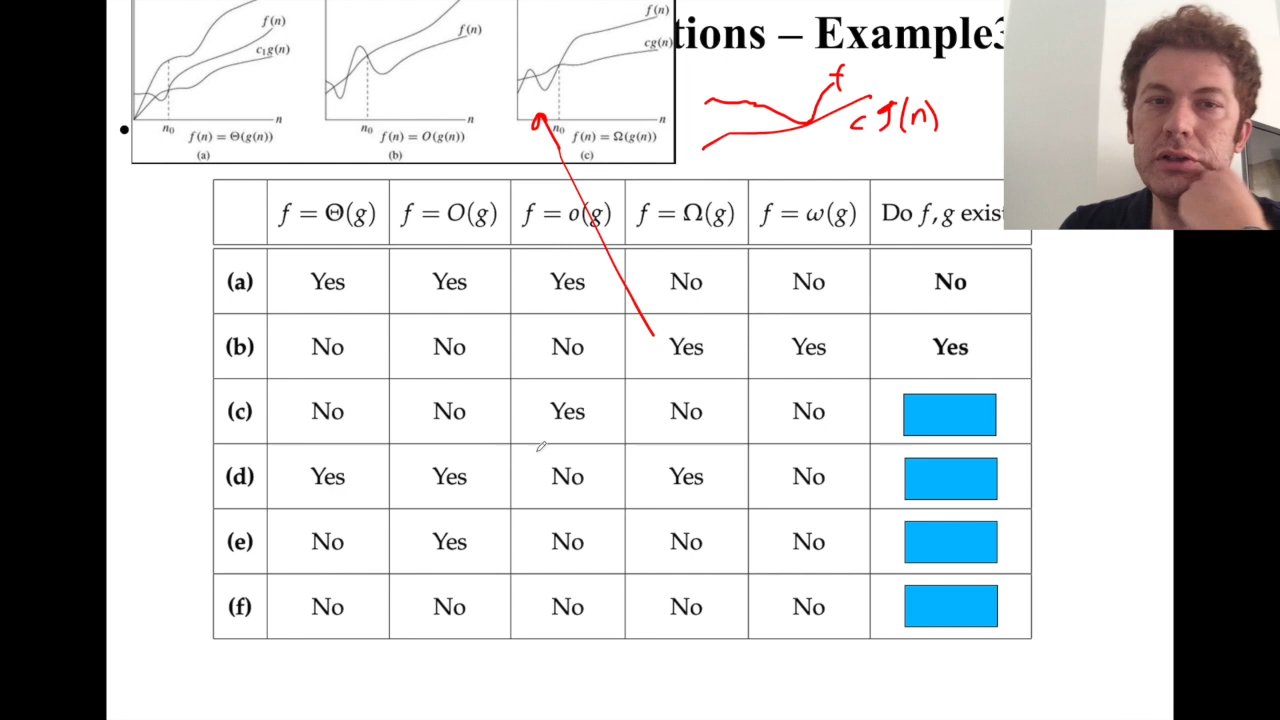 tions – Example3
f(n)
c₁g(n)
n₀
n
f(n) = Θ(g(n))
(a)
f(n)
n₀
n
f(n) = O(g(n))
(b)
f(n)
cg(n)
n₀
n
f(n) = Ω(g(n))
(c)
f
c g(n)
f = Θ(g) f = O(g) f = o(g) f = Ω(g) f = ω(g) Do f, g exist
(a) Yes Yes Yes No No No
(b) No No No Yes Yes Yes
(c) No No Yes No No
(d) Yes Yes No Yes No
(e) No Yes No No No
(f) No No No No No